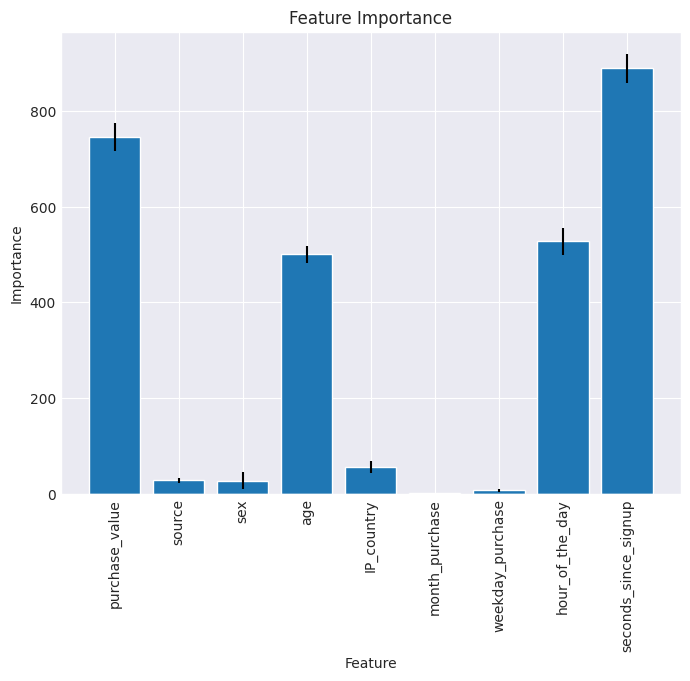 Feature Importance
Importance
800
600
400
200
0
purchase_value
source
sex
age
IP_country
month_purchase
weekday_purchase
hour_of_the_day
seconds_since_signup
Feature